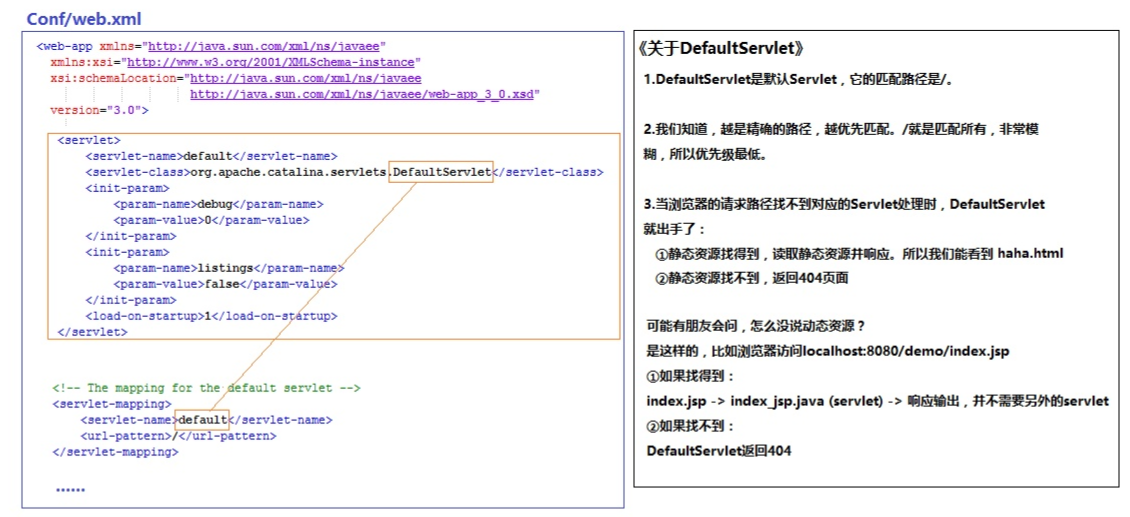 Conf/web.xml
<web-app xmlns="http://java.sun.com/xml/ns/javaee"
xmlns:xsi="http://www.w3.org/2001/XMLSchema-instance"
xsi:schemaLocation="http://java.sun.com/xml/ns/javaee
http://java.sun.com/xml/ns/javaee/web-app_3_0.xsd"
version="3.0">
<servlet>
<servlet-name>default</servlet-name>
<servlet-class>org.apache.catalina.servlets.DefaultServlet</servlet-class>
<init-param>
<param-name>debug</param-name>
<param-value>0</param-value>
</init-param>
<init-param>
<param-name>listings</param-name>
<param-value>false</param-value>
</init-param>
<load-on-startup>1</load-on-startup>
</servlet>
<!-- The mapping for the default servlet -->
<servlet-mapping>
<servlet-name>default</servlet-name>
<url-pattern>/</url-pattern>
</servlet-mapping>
......
《关于DefaultServlet》
1.DefaultServlet是默认Servlet，它的匹配路径是/。
2.我们知道，越是精确的路径，越优先匹配。/就是匹配所有，非常模
糊，所以优先级最低。
3.当浏览器的请求路径找不到对应的Servlet处理时，DefaultServlet
就出手了：
①静态资源找得到，读取静态资源并响应。所以我们能看到 haha.html
②静态资源找不到，返回404页面
可能有朋友会问，怎么没说动态资源？
是这样的，比如浏览器访问localhost:8080/demo/index.jsp
①如果找得到：
index.jsp -> index_jsp.java (servlet) -> 响应输出，并不需要另外的servlet
②如果找不到：
DefaultServlet返回404